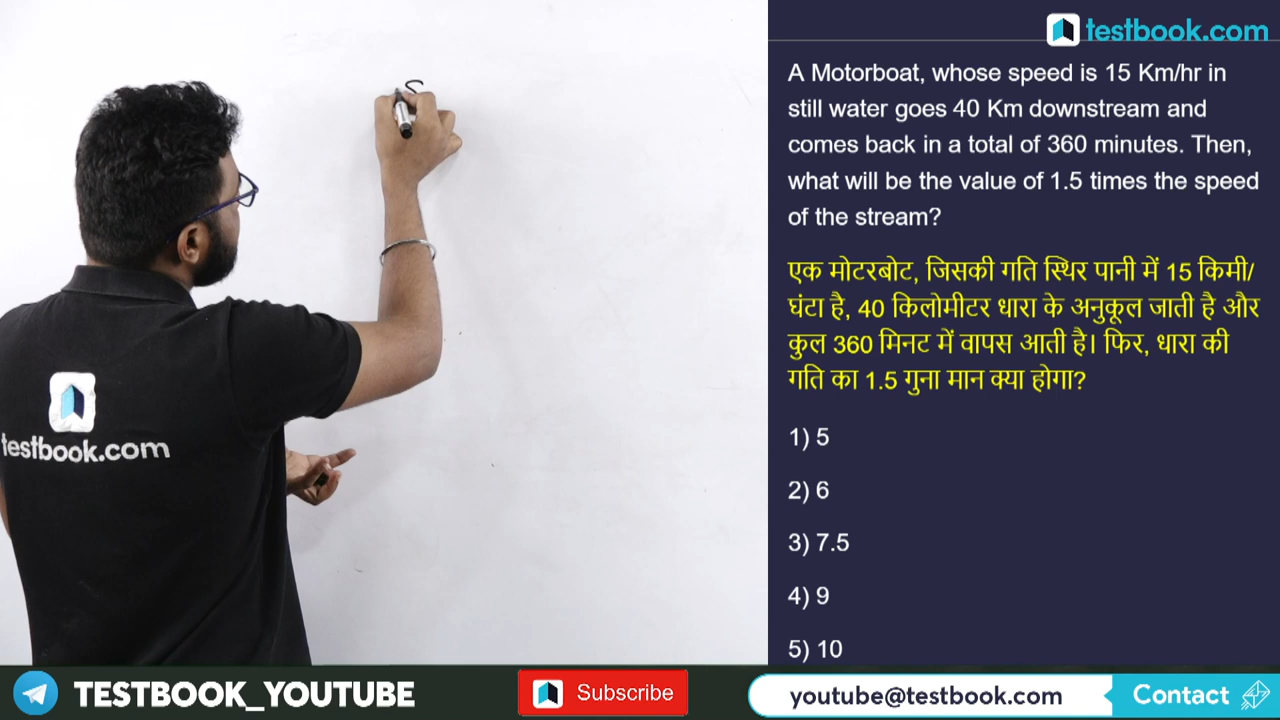 testbook.com
A Motorboat, whose speed is 15 Km/hr in
still water goes 40 Km downstream and
comes back in a total of 360 minutes. Then,
what will be the value of 1.5 times the speed
of the stream?
एक मोटरबोट, जिसकी गति स्थिर पानी में 15 किमी/
घंटा है, 40 किलोमीटर धारा के अनुकूल जाती है और
कुल 360 मिनट में वापस आती है। फिर, धारा की
गति का 1.5 गुना मान क्या होगा?
1) 5
2) 6
3) 7.5
4) 9
5) 10
testbook.com
TESTBOOK_YOUTUBE
Subscribe
youtube@testbook.com
Contact